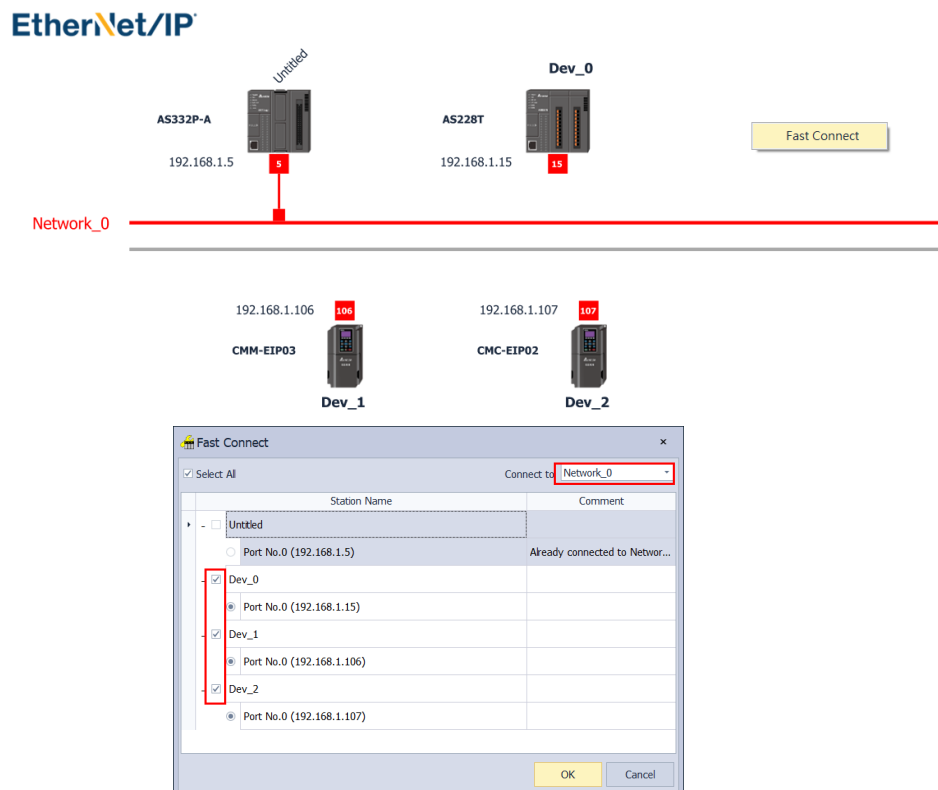 EtherNet/IP
Untitled
Dev_0
AS332P-A
AS228T
Fast Connect
192.168.1.5
5
192.168.1.15
15
Network_0
192.168.1.106
106
192.168.1.107
107
CMM-EIP03
CMC-EIP02
Dev_1
Dev_2
Fast Connect
Select All
Connect to
Network_0
Station Name
Comment
Untitled
Port No.0 (192.168.1.5)
Already connected to Networ...
Dev_0
Port No.0 (192.168.1.15)
Dev_1
Port No.0 (192.168.1.106)
Dev_2
Port No.0 (192.168.1.107)
OK
Cancel